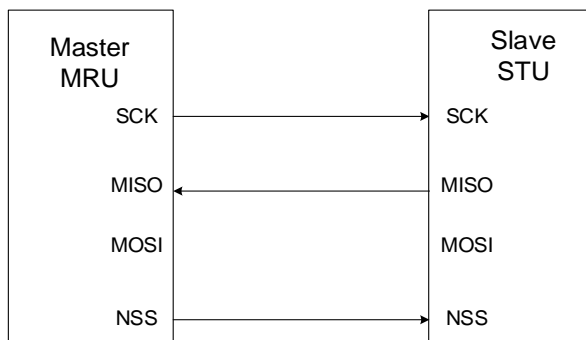 Master
MRU
SCK
MISO
MOSI
NSS
Slave
STU
SCK
MISO
MOSI
NSS